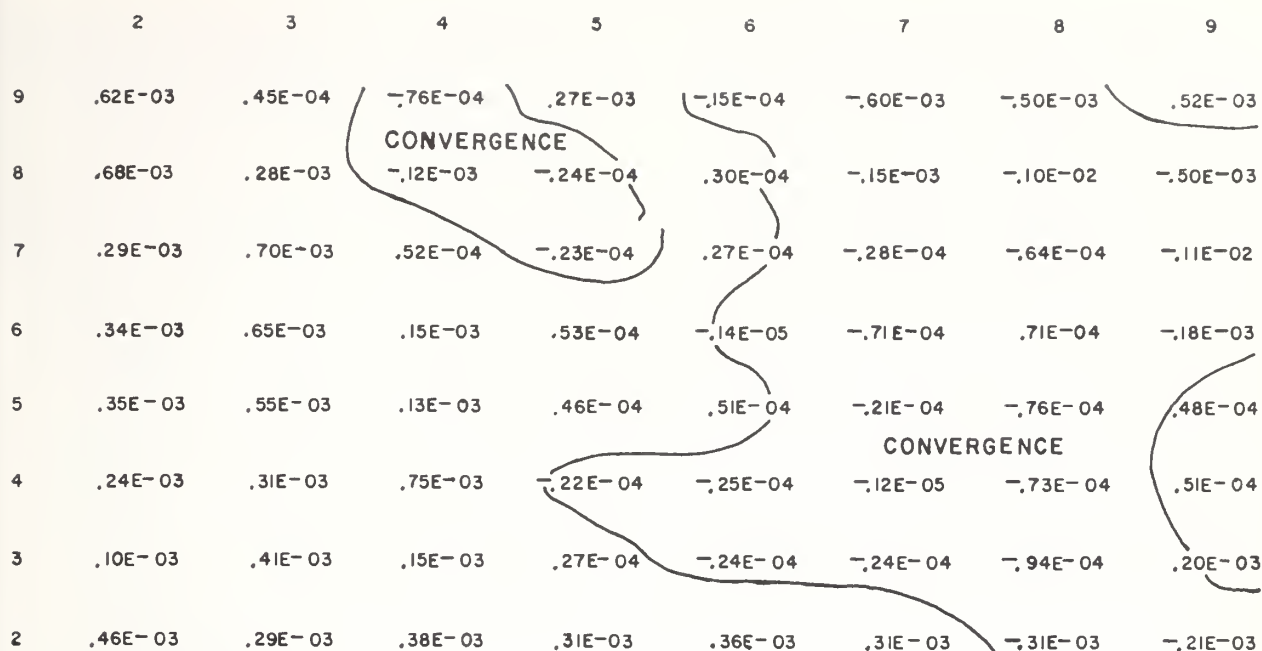 2 3 4 5 6 7 8 9
9 .62E-03 .45E-04 -.76E-04 .27E-03 -.15E-04 -.60E-03 -.50E-03 .52E-03
CONVERGENCE
8 .68E-03 .28E-03 -.12E-03 -.24E-04 .30E-04 -.15E-03 -.10E-02 -.50E-03
7 .29E-03 .70E-03 .52E-04 -.23E-04 .27E-04 -.28E-04 -.64E-04 -.11E-02
6 .34E-03 .65E-03 .15E-03 .53E-04 -.14E-05 -.71E-04 .71E-04 -.18E-03
5 .35E-03 .55E-03 .13E-03 .46E-04 .51E-04 -.21E-04 -.76E-04 .48E-04
CONVERGENCE
4 .24E-03 .31E-03 .75E-03 -.22E-04 -.25E-04 -.12E-05 -.73E-04 .51E-04
3 .10E-03 .41E-03 .15E-03 .27E-04 -.24E-04 -.24E-04 -.94E-04 .20E-03
2 .46E-03 .29E-03 .38E-03 .31E-03 .36E-03 .31E-03 -.31E-03 -.21E-03